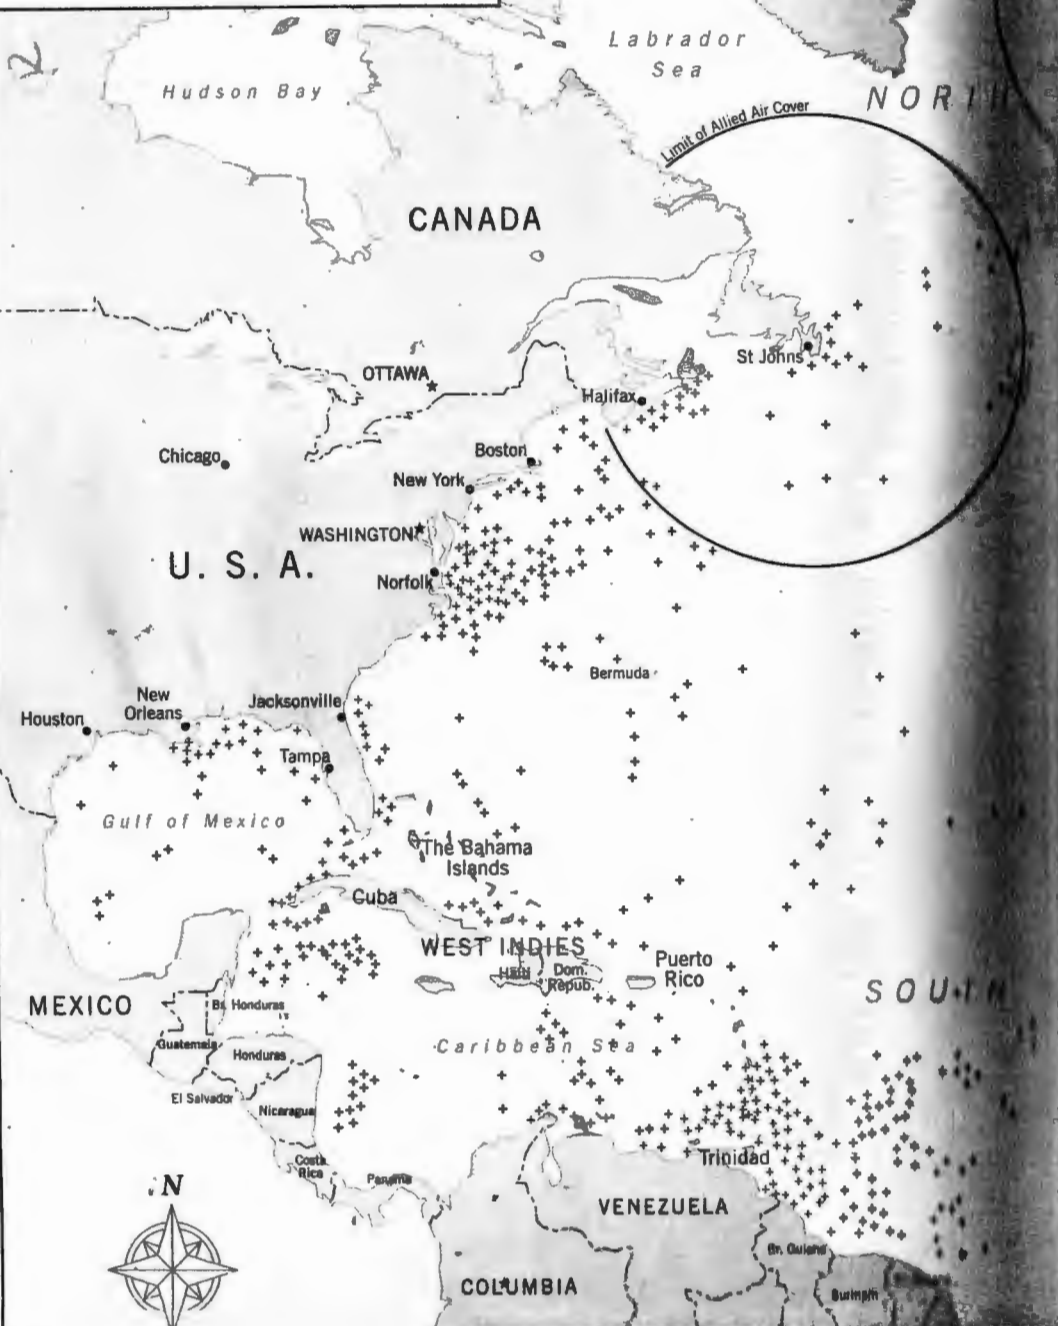 Labrador
Sea
Hudson Bay
NORTH
Limit of Allied Air Cover
CANADA
St Johns
OTTAWA
Halifax
Boston
Chicago
New York
WASHINGTON
U. S. A.
Norfolk
Bermuda
New
Orleans
Jacksonville
Houston
Tampa
Gulf of Mexico
The Bahama
Islands
Cuba
WEST INDIES
Puerto
Rico
Haiti
Dom.
Repub.
SOUTH
MEXICO
Br. Honduras
Guatemala
Honduras
Caribbean Sea
El Salvador
Nicaragua
Trinidad
Costa
Rica
Panama
N
VENEZUELA
Br. Guiana
COLUMBIA
Surinam